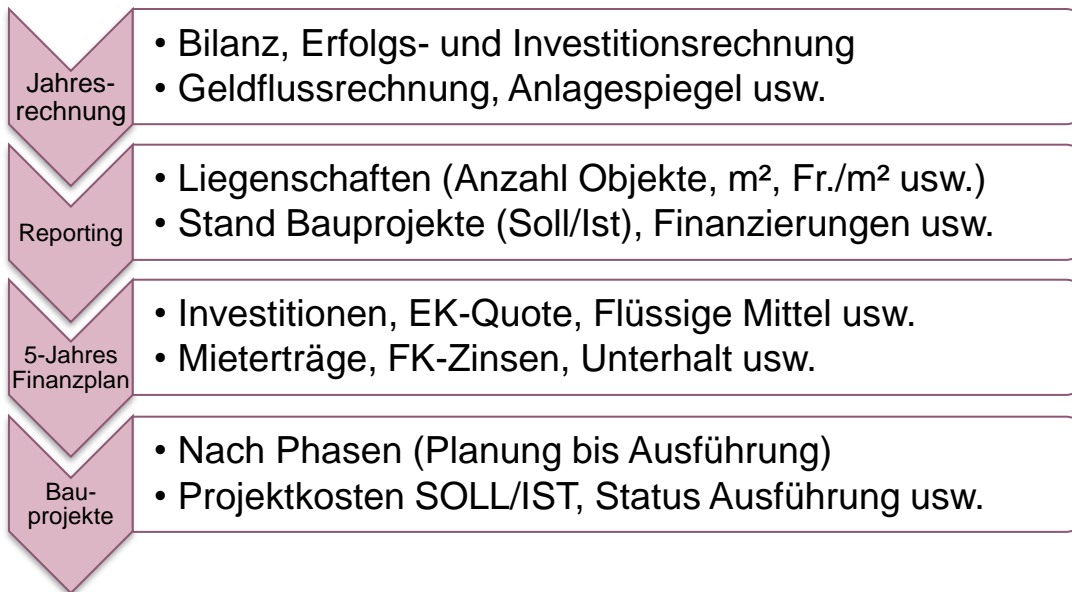 Jahres-
rechnung
• Bilanz, Erfolgs- und Investitionsrechnung
• Geldflussrechnung, Anlagespiegel usw.
Reporting
• Liegenschaften (Anzahl Objekte, m², Fr./m² usw.)
• Stand Bauprojekte (Soll/Ist), Finanzierungen usw.
5-Jahres
Finanzplan
• Investitionen, EK-Quote, Flüssige Mittel usw.
• Mieterträge, FK-Zinsen, Unterhalt usw.
Bau-
projekte
• Nach Phasen (Planung bis Ausführung)
• Projektkosten SOLL/IST, Status Ausführung usw.